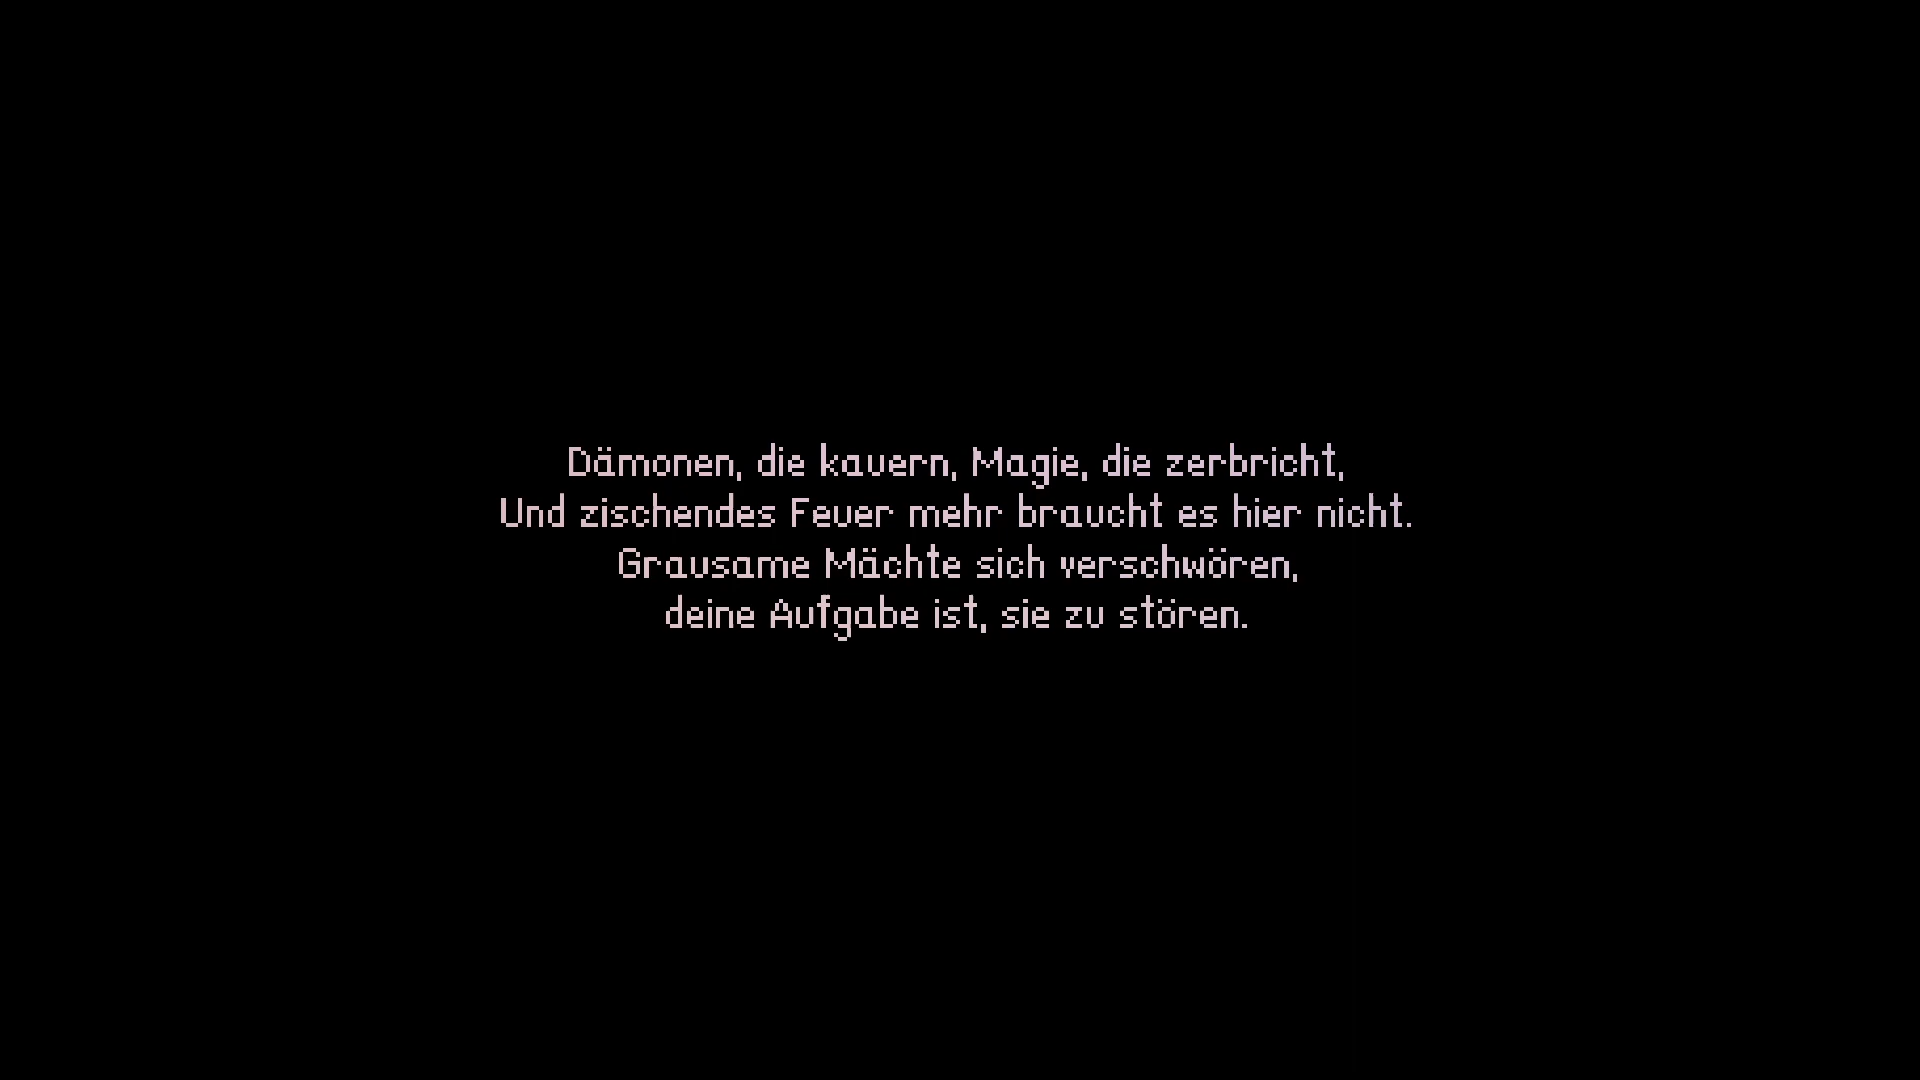 Dämonen, die kauern, Magie, die zerbricht,
Und zischendes Feuer mehr braucht es hier nicht.
Grausame Mächte sich verschwören,
deine Aufgabe ist, sie zu stören.